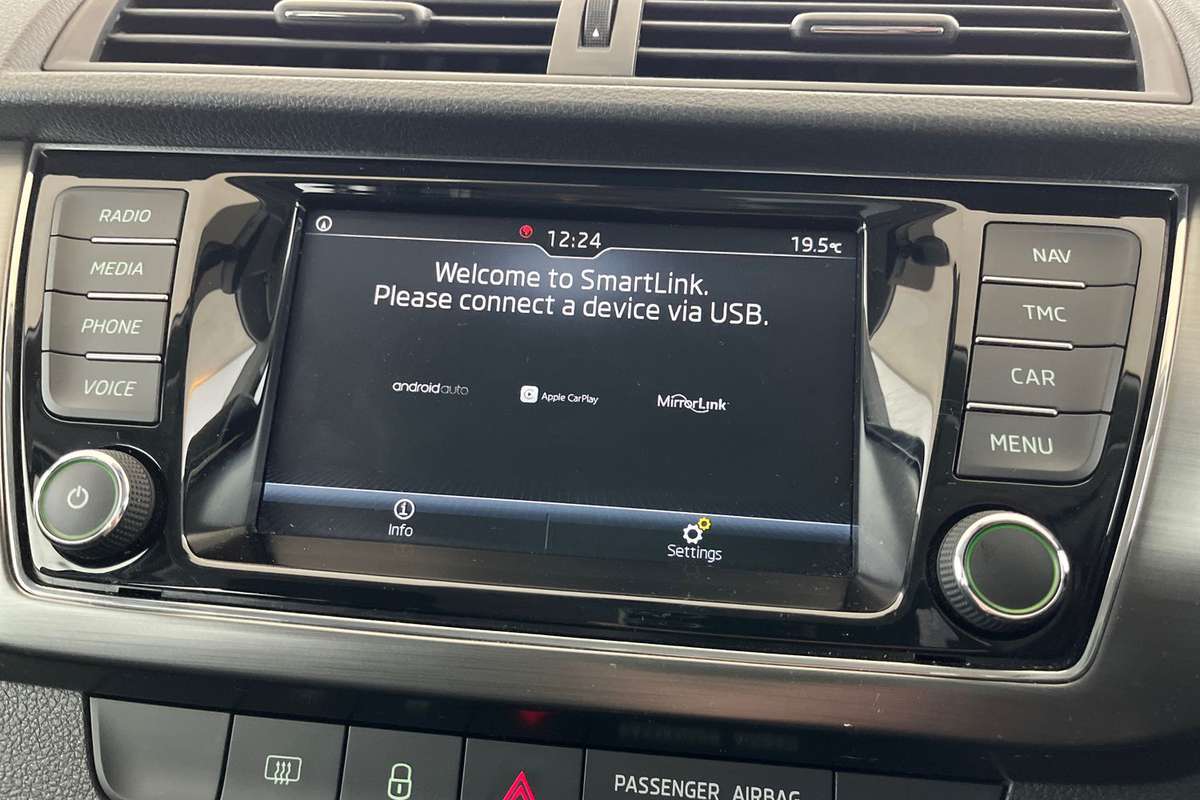 RADIO
MEDIA
PHONE
VOICE
12:24
19.5°C
Welcome to SmartLink.
Please connect a device via USB.
androidauto
Apple CarPlay
MirrorLink
Info
Settings
NAV
TMC
CAR
MENU
PASSENGER AIRBAG